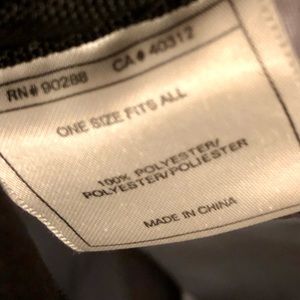 RN# 90288 CA# 40312
ONE SIZE FITS ALL
100% POLYESTER/
POLYESTER/POLIESTER
MADE IN CHINA